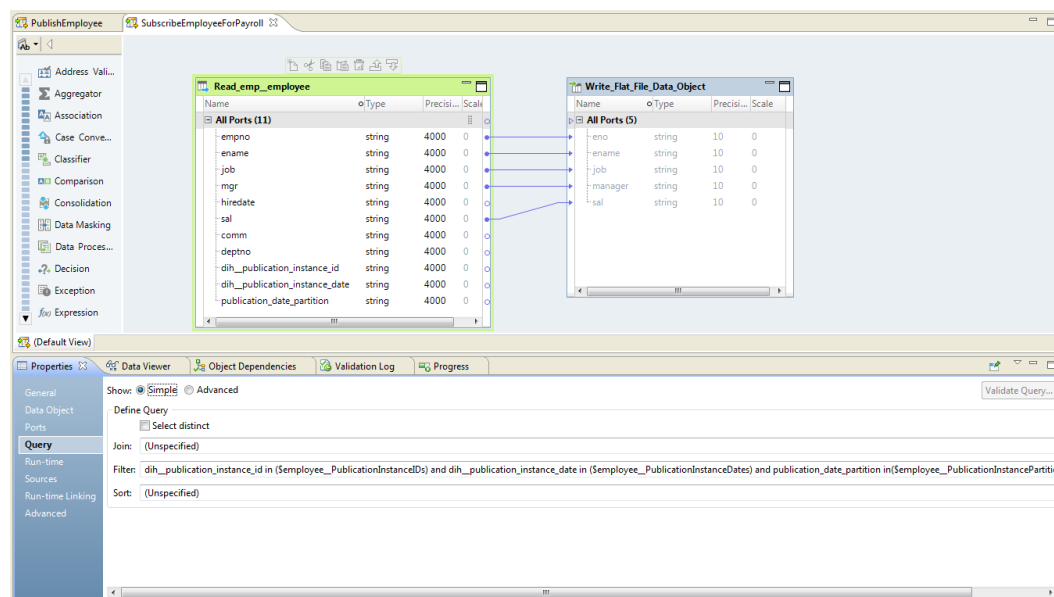 PublishEmployee SubscribeEmployeeForPayroll
Ab
Address Vali...
Aggregator
Association
Case Conve...
Classifier
Comparison
Consolidation
Data Masking
Data Proces...
Decision
Exception
f(x) Expression
Read_emp__employee
Name Type Precisi... Scale
All Ports (11)
empno string 4000 0
ename string 4000 0
job string 4000 0
mgr string 4000 0
hiredate string 4000 0
sal string 4000 0
comm string 4000 0
deptno string 4000 0
dih__publication_instance_id string 4000 0
dih__publication_instance_date string 4000 0
publication_date_partition string 4000 0
Write_Flat_File_Data_Object
Name Type Precisi... Scale
All Ports (5)
eno string 10 0
ename string 10 0
job string 10 0
manager string 10 0
sal string 10 0
(Default View)
Properties Data Viewer Object Dependencies Validation Log Progress
General
Data Object
Ports
Query
Run-time
Sources
Run-time Linking
Advanced
Show: Simple Advanced
Validate Query...
Define Query
Select distinct
Join: (Unspecified)
Filter: dih__publication_instance_id in ($employee__PublicationInstanceIDs) and dih__publication_instance_date in ($employee__PublicationInstanceDates) and publication_date_partition in($employee__PublicationInstancePartiti
Sort: (Unspecified)